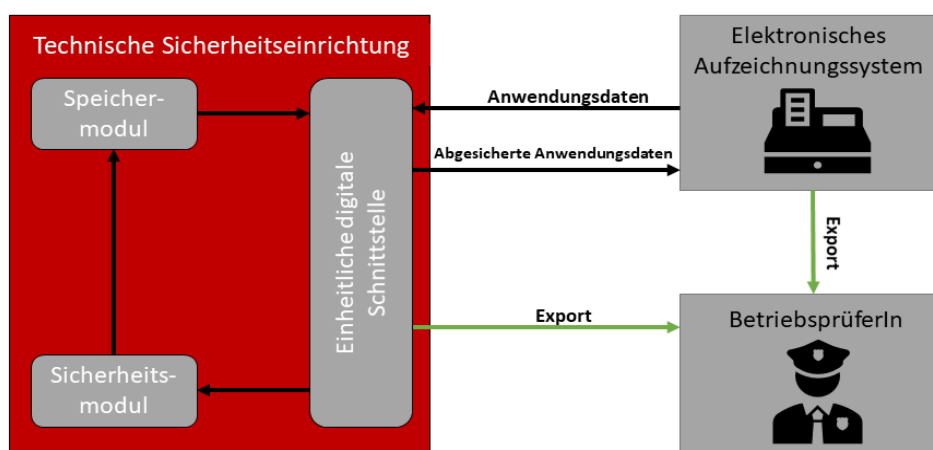 Technische Sicherheitseinrichtung
Speicher-
modul
Einheitliche digitale
Schnittstelle
Sicherheits-
modul
Anwendungsdaten
Abgesicherte Anwendungsdaten
Export
Elektronisches
Aufzeichnungssystem
Export
BetriebsprüferIn